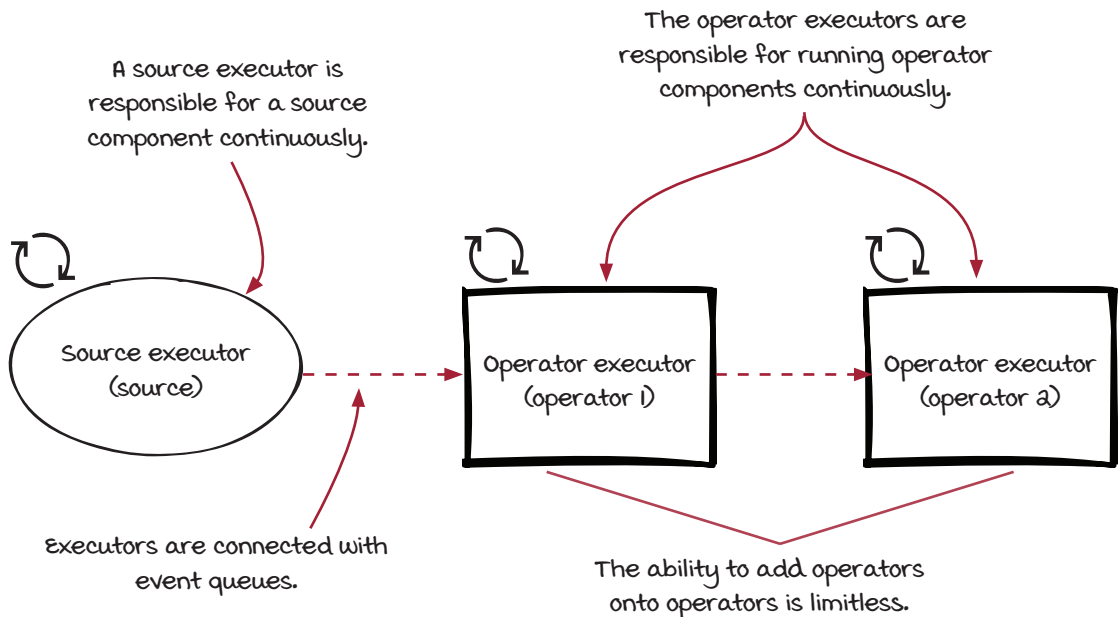 The operator executors are
responsible for running operator
components continuously.
A source executor is
responsible for a source
component continuously.
Source executor
(source)
Operator executor
(operator 1)
Operator executor
(operator 2)
Executors are connected with
event queues.
The ability to add operators
onto operators is limitless.